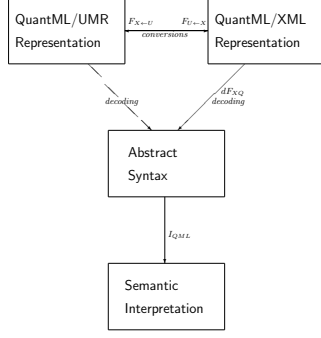 QuantML/UMR
Representation
QuantML/XML
Representation
F_{X←U}
F_{U←X}
conversions
decoding
dF_{XQ}
decoding
Abstract
Syntax
I_{QML}
Semantic
Interpretation